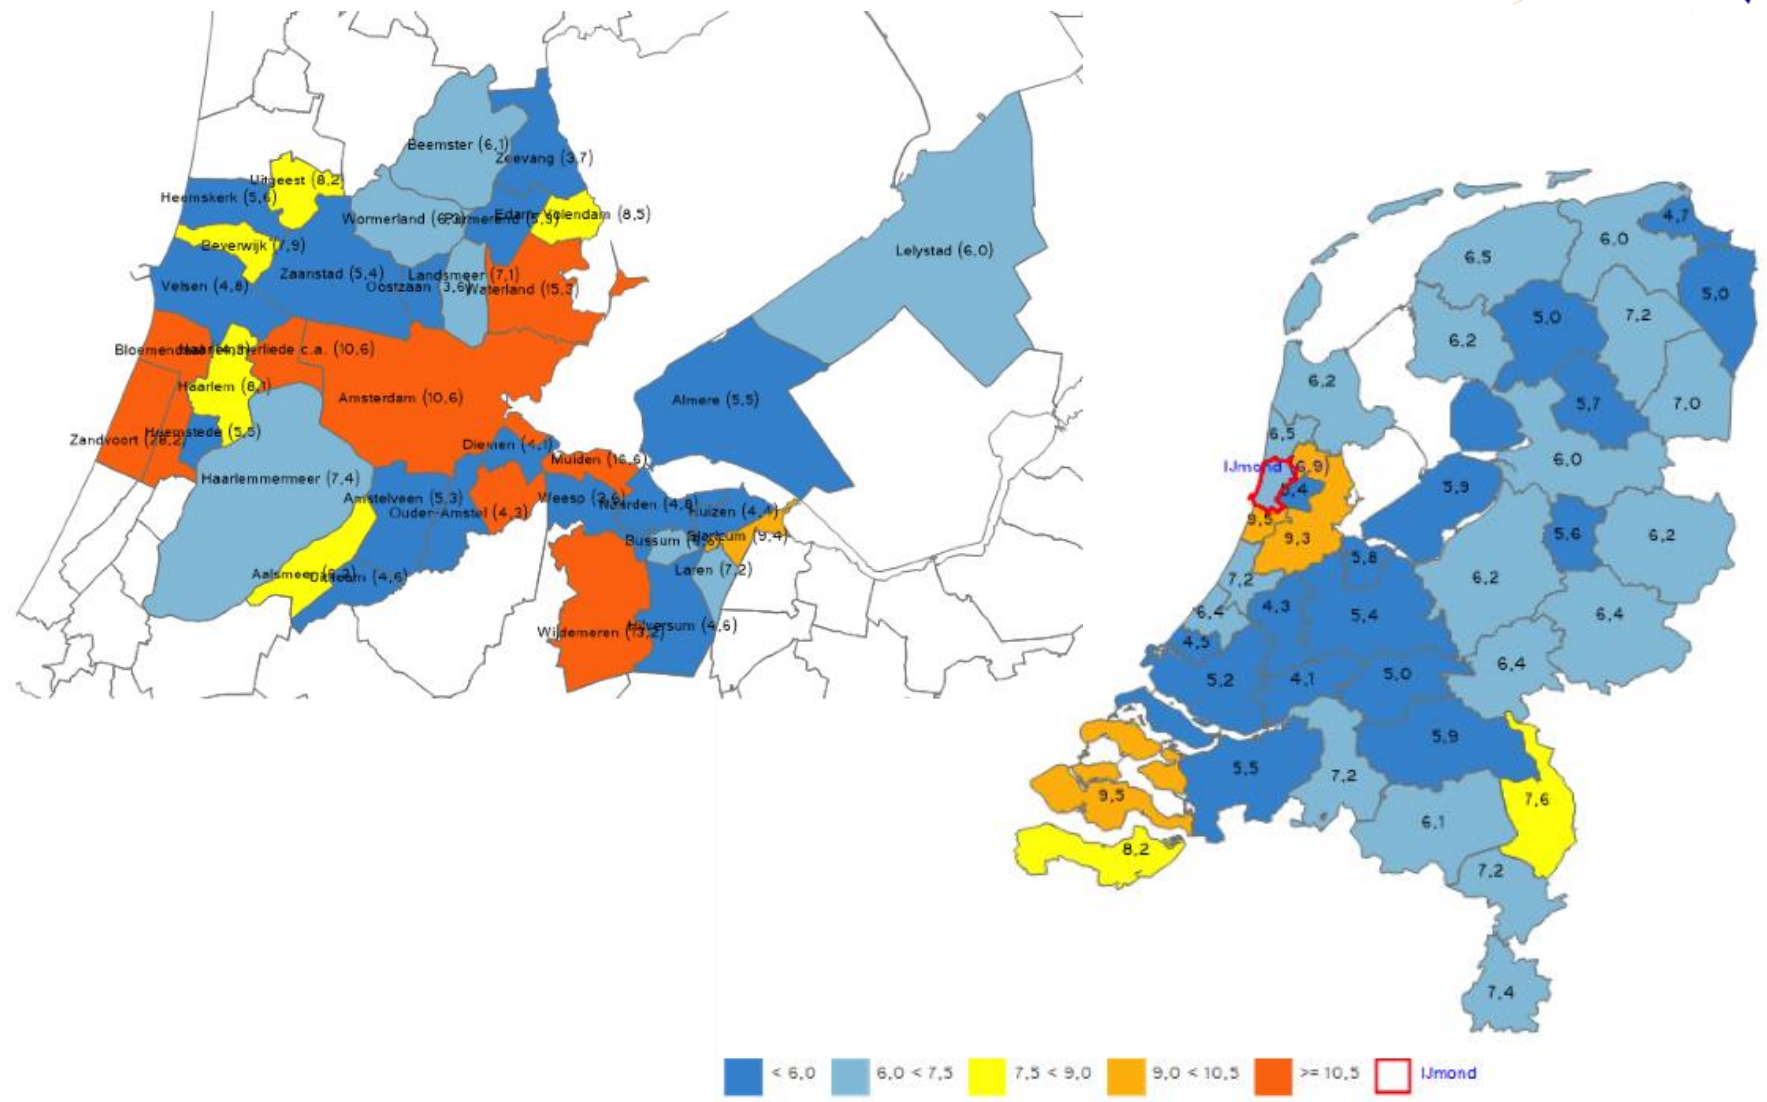 Beemster (6,1)
Zeevang (3,7)
Uitgeest (8,2)
Heemskerk (5,6)
Wormerland
Volendam (8,5)
Beverwijk (7,9)
Zaanstad (5,4)
Landsmeer (7,1)
Velsen (4,8)
Oostzaan
Waterland (15,3)
Lelystad (6,0)
c.a. (10,6)
Haarlem (8,1)
Amsterdam (10,6)
Almere (5,5)
Zandvoort
Heemstede (5,5)
Diemen (4,1)
Muiden (16,6)
Haarlemmermeer (7,4)
Amstelveen (5,3)
Weesp
Naarden (4,8)
Huizen (4,4)
Ouder-Amstel
Bussum
(9,4)
Laren (7,2)
Aalsmeer
(4,6)
Wijdemeren (13,2)
Hilversum (4,6)
4,7
6,0
6,5
5,0
5,0
7,2
6,2
6,2
5,7
7,0
6,5
IJmond (6,9)
5,4
6,0
5,9
9,5
9,3
5,6
6,2
5,8
7,2
6,2
6,4
4,3
5,4
6,4
4,5
6,4
5,2
4,1
5,0
5,9
5,5
7,2
9,5
7,6
6,1
8,2
7,2
7,4
< 6,0
6,0 < 7,5
7,5 < 9,0
9,0 < 10,5
>= 10,5
IJmond